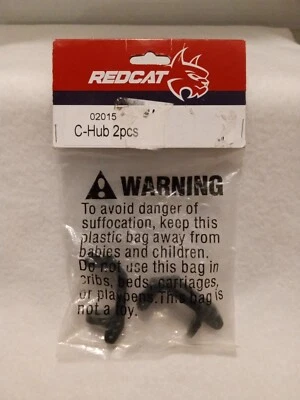 REDCAT
02015
C-Hub 2pcs
WARNING
To avoid danger of
suffocation, keep this
plastic bag away from
babies and children.
Do not use this bag in
cribs, beds, carriages,
or playpens. This bag is
not a toy.